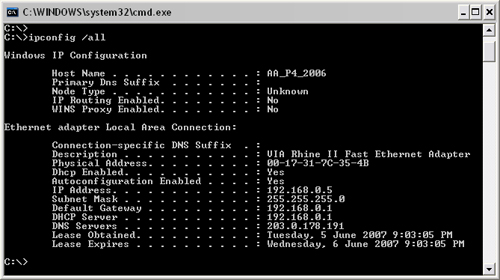 C:\WINDOWS\system32\cmd.exe
C:\>
C:\>ipconfig /all
Windows IP Configuration
Host Name . . . . . . . . . . . . : AA_P4_2006
Primary Dns Suffix  . . . . . . . :
Node Type . . . . . . . . . . . . : Unknown
IP Routing Enabled. . . . . . . . : No
WINS Proxy Enabled. . . . . . . . : No
Ethernet adapter Local Area Connection:
Connection-specific DNS Suffix  . :
Description . . . . . . . . . . . : VIA Rhine II Fast Ethernet Adapter
Physical Address. . . . . . . . . : 00-17-31-7C-35-4B
Dhcp Enabled. . . . . . . . . . . : Yes
Autoconfiguration Enabled . . . . : Yes
IP Address. . . . . . . . . . . . : 192.168.0.5
Subnet Mask . . . . . . . . . . . : 255.255.255.0
Default Gateway . . . . . . . . . : 192.168.0.1
DHCP Server . . . . . . . . . . . : 192.168.0.1
DNS Servers . . . . . . . . . . . : 203.0.178.191
Lease Obtained. . . . . . . . . . : Tuesday, 5 June 2007 9:03:05 PM
Lease Expires . . . . . . . . . . : Wednesday, 6 June 2007 9:03:05 PM
C:\>